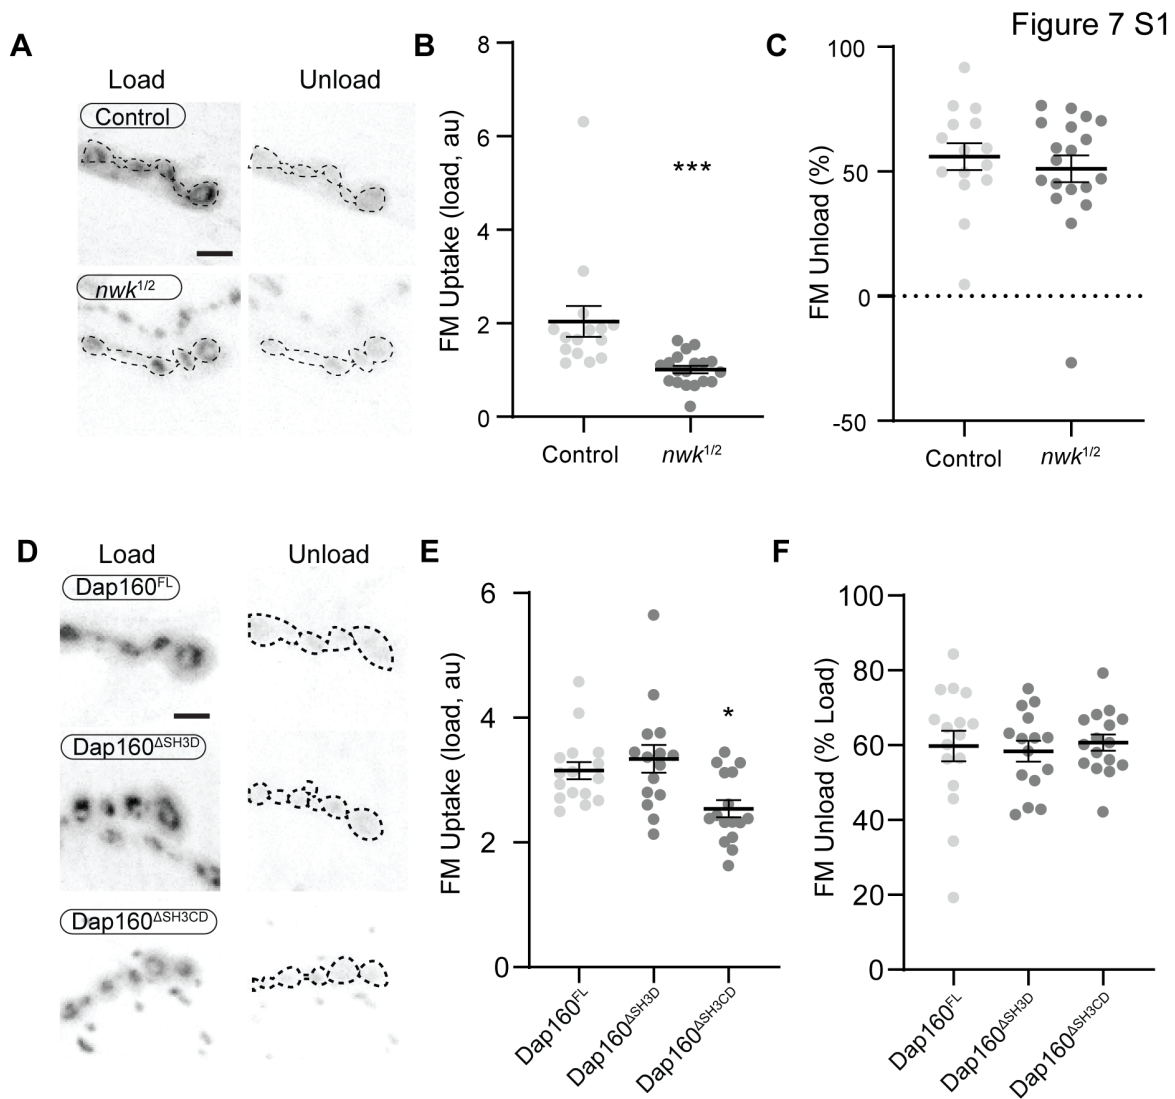 Figure 7 S1
A
Load
Unload
Control
nwk1/2
B
FM Uptake (load, au)
8
6
4
2
0
***
Control
nwk1/2
C
FM Unload (%)
100
50
0
-50
Control
nwk1/2
D
Load
Unload
Dap160FL
Dap160ΔSH3D
Dap160ΔSH3CD
E
FM Uptake (load, au)
6
4
2
0
*
Dap160FL
Dap160ΔSH3D
Dap160ΔSH3CD
F
FM Unload (% Load)
100
80
60
40
20
0
Dap160FL
Dap160ΔSH3D
Dap160ΔSH3CD